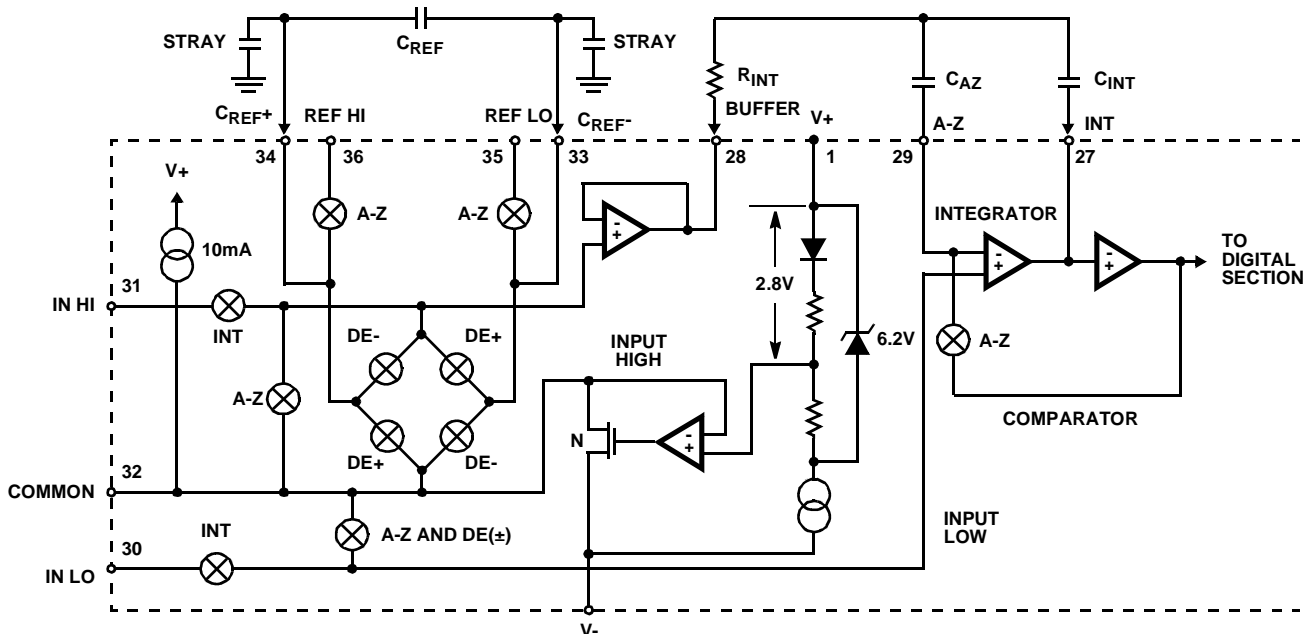 STRAY
CREF
STRAY
RINT
CAZ
CINT
CREF+
REF HI
REF LO
CREF-
BUFFER
V+
A-Z
INT
34
36
35
33
28
1
29
27
V+
A-Z
A-Z
-
+
INTEGRATOR
10mA
2.8V
-
+
TO
DIGITAL
SECTION
31
IN HI
INT
DE-
DE+
INPUT
HIGH
6.2V
A-Z
A-Z
COMPARATOR
N
-
+
DE+
DE-
32
COMMON
INT
A-Z AND DE(±)
INPUT
LOW
30
IN LO
V-